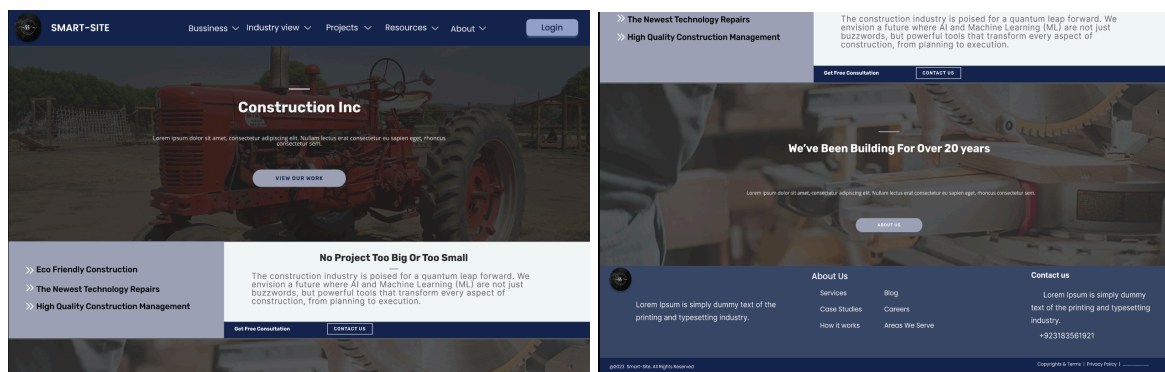 SMART-SITE
Bussiness Industry view Projects Resources About Login
Construction Inc
Lorem ipsum dolor sit amet, consectetur adipiscing elit. Nullam lectus erat consectetur eu sapien eget, rhoncus
consectetur sem.
VIEW OUR WORK
Eco Friendly Construction
The Newest Technology Repairs
High Quality Construction Management
No Project Too Big Or Too Small
The construction industry is poised for a quantum leap forward. We
envision a future where AI and Machine Learning (ML) are not just
buzzwords, but powerful tools that transform every aspect of
construction, from planning to execution.
Get Free Consultation CONTACT US
The Newest Technology Repairs
High Quality Construction Management
The construction industry is poised for a quantum leap forward. We
envision a future where AI and Machine Learning (ML) are not just
buzzwords, but powerful tools that transform every aspect of
construction, from planning to execution.
Get Free Consultation CONTACT US
We've Been Building For Over 20 years
Lorem ipsum dolor sit amet, consectetur adipiscing elit. Nullam lectus erat consectetur eu sapien eget, rhoncus consectetur sem.
ABOUT US
Lorem Ipsum is simply dummy text of the
printing and typesetting industry.
About Us
Services Blog
Case Studies Careers
How it works Areas We Serve
Contact us
Lorem Ipsum is simply dummy
text of the printing and typesetting
industry.
+923183561921
@2023 Smart-Site. All Rights Reserved
Copyrights & Terms | Privacy Policy |